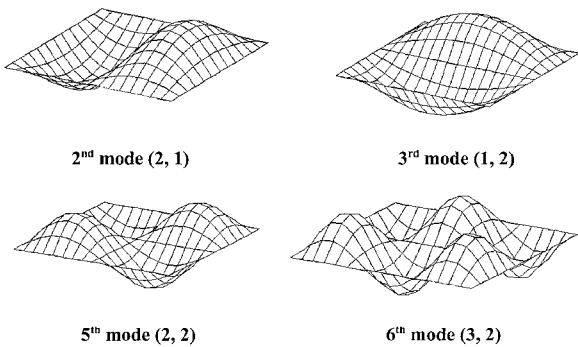 2nd mode (2, 1)
3rd mode (1, 2)
5th mode (2, 2)
6th mode (3, 2)